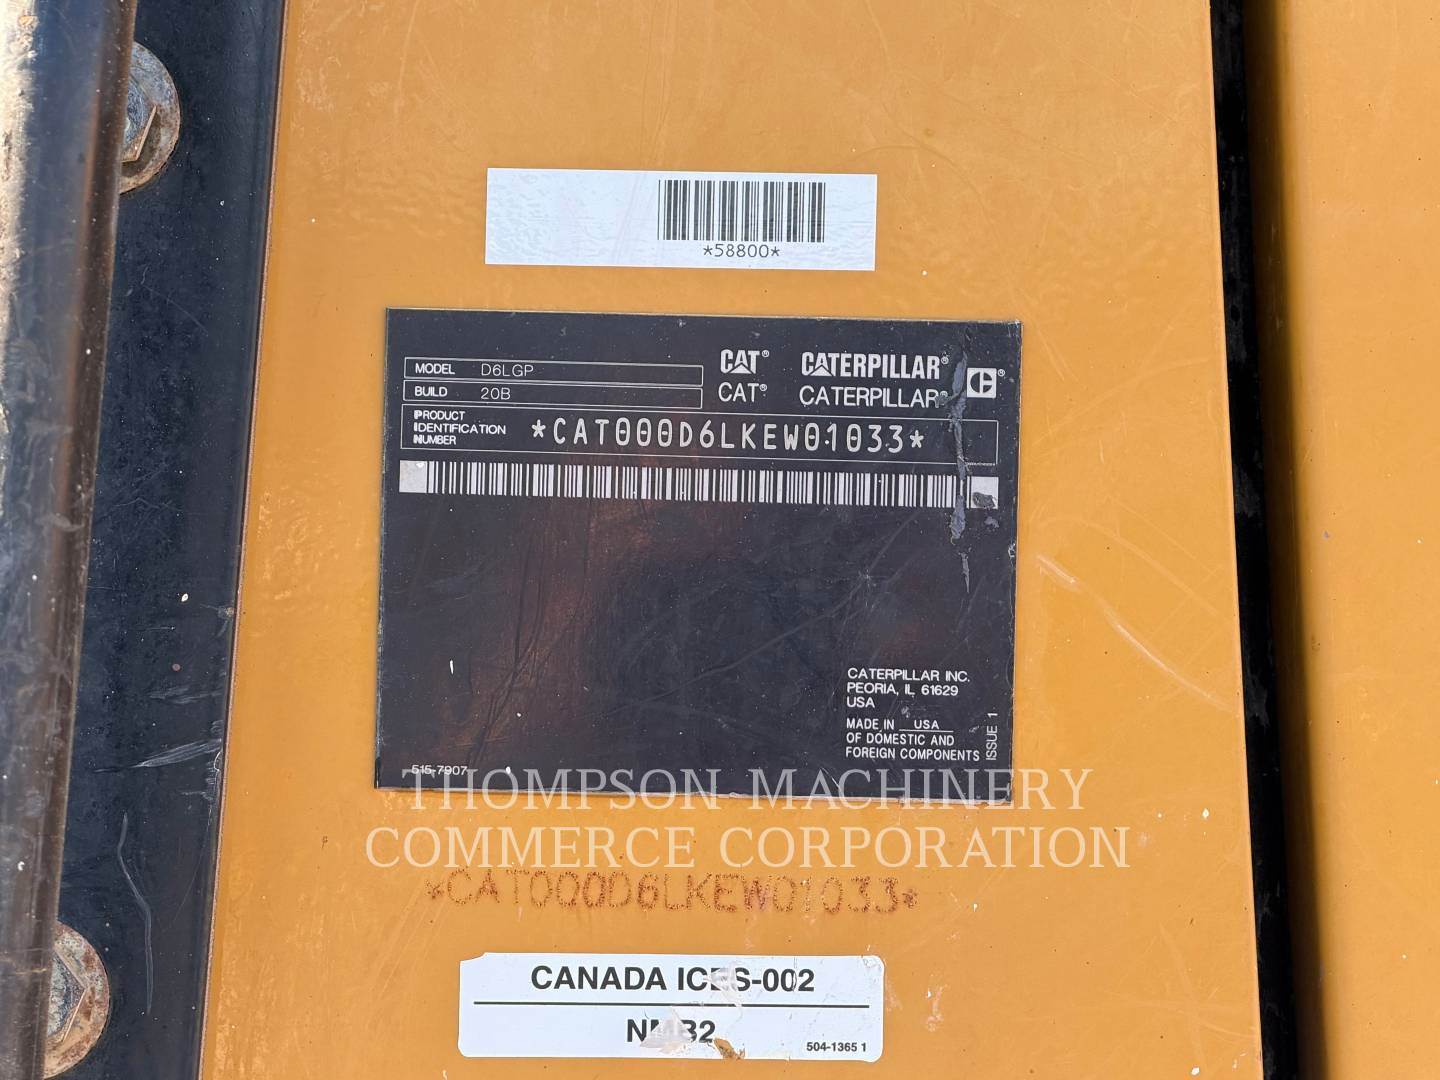 *58800*
CAT® CATERPILLAR® ®
CAT® CATERPILLAR®
MODEL D6LGP
BUILD 20B
PRODUCT
IDENTIFICATION
NUMBER
*CAT000D6LKEW01033*
CATERPILLAR INC.
PEORIA, IL 61629
USA
MADE IN USA
OF DOMESTIC AND
FOREIGN COMPONENTS
ISSUE 1
515-7907
THOMPSON MACHINERY
COMMERCE CORPORATION
*CAT000D6LKEW01033*
CANADA ICES-002
NMB2
504-1365 1